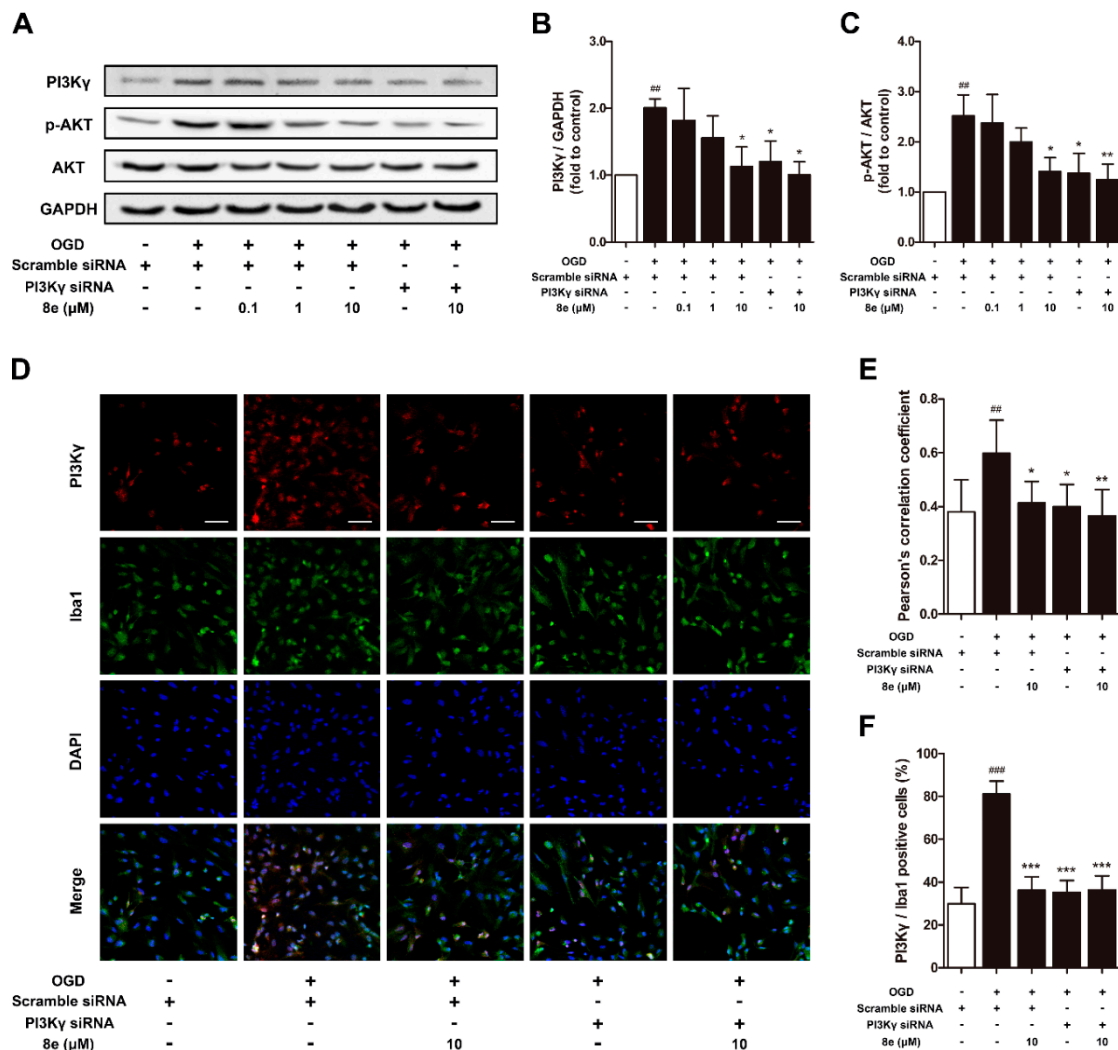 A
PI3Kγ
p-AKT
AKT
GAPDH
OGD - + + + + + +
Scramble siRNA + + + + + - -
PI3Kγ siRNA - - - - - + +
8e (μM) - - 0.1 1 10 - 10
B
PI3Kγ / GAPDH
(fold to control)
3.0
2.0
1.0
0.0
##
*
*
*
OGD - + + + + + +
Scramble siRNA + + + + + - -
PI3Kγ siRNA - - - - - + +
8e (μM) - - 0.1 1 10 - 10
C
p-AKT / AKT
(fold to control)
4.0
3.0
2.0
1.0
0.0
##
*
*
**
OGD - + + + + + +
Scramble siRNA + + + + + - -
PI3Kγ siRNA - - - - - + +
8e (μM) - - 0.1 1 10 - 10
D
PI3Kγ
Iba1
DAPI
Merge
OGD - + + + +
Scramble siRNA + + + - -
PI3Kγ siRNA - - - + +
8e (μM) - - 10 - 10
E
Pearson's correlation coefficient
0.8
0.6
0.4
0.2
0.0
##
*
*
**
OGD - + + + +
Scramble siRNA + + + - -
PI3Kγ siRNA - - - + +
8e (μM) - - 10 - 10
F
PI3Kγ / Iba1 positive cells (%)
100
80
60
40
20
0
###
***
***
***
OGD - + + + +
Scramble siRNA + + + - -
PI3Kγ siRNA - - - + +
8e (μM) - - 10 - 10